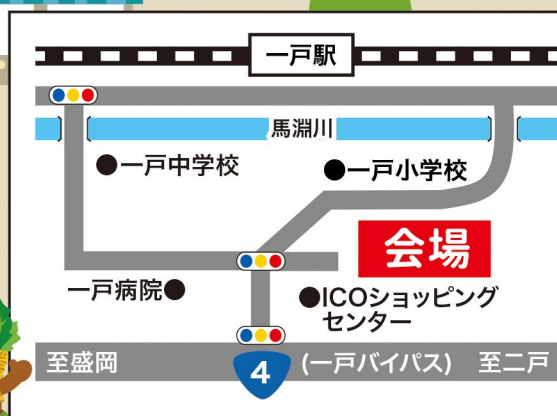 一戸駅
馬淵川
●一戸中学校
●一戸小学校
会場
一戸病院●
●ICOショッピング
センター
至盛岡
4
(一戸バイパス)
至二戸